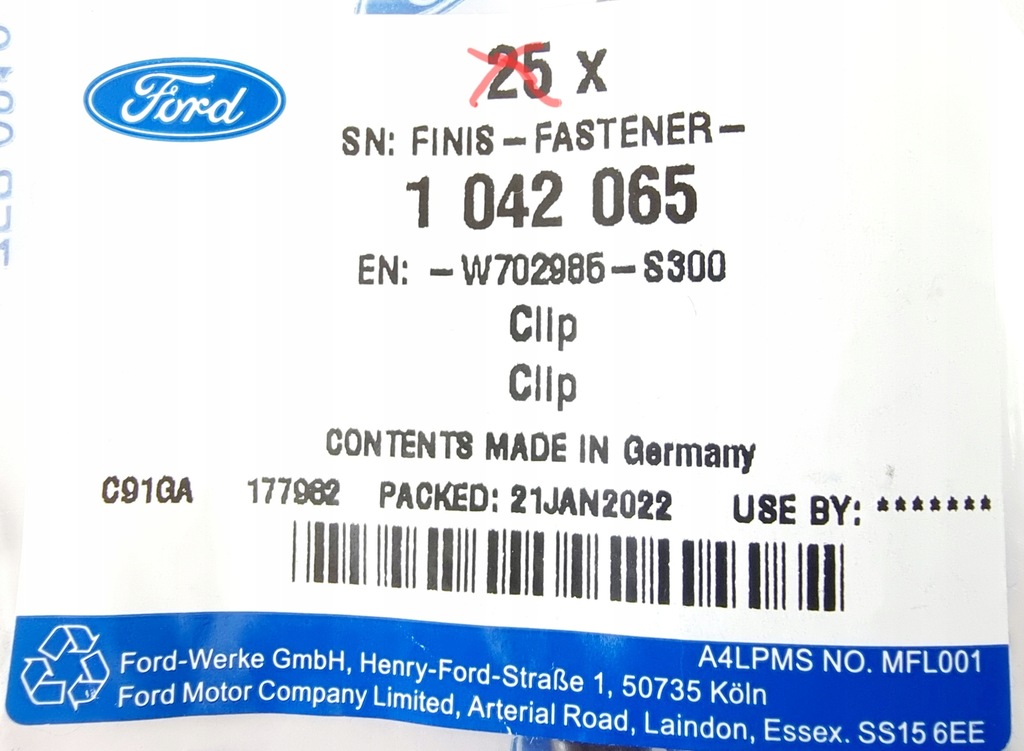 Ford
25 X
SN: FINIS-FASTENER-
1 042 065
EN: -W702985-S300
Clip
Clip
CONTENTS MADE IN Germany
C91GA 177962 PACKED: 21JAN2022 USE BY: *******
A4LPMS NO. MFL001
Ford-Werke GmbH, Henry-Ford-Straße 1, 50735 Köln
Ford Motor Company Limited, Arterial Road, Laindon, Essex. SS15 6EE